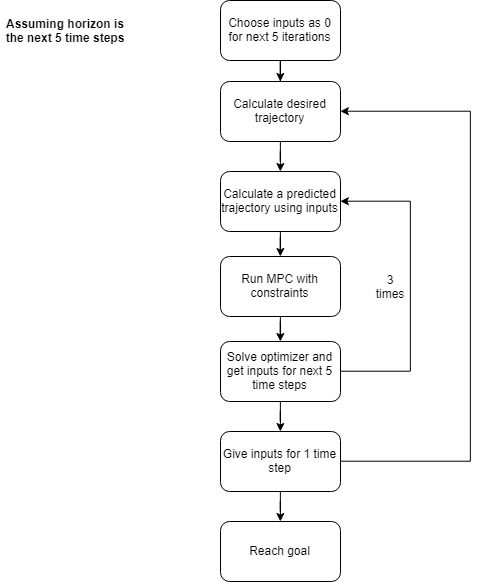 Assuming horizon is
the next 5 time steps
Choose inputs as 0
for next 5 iterations
Calculate desired
trajectory
Calculate a predicted
trajectory using inputs
Run MPC with
constraints
3
times
Solve optimizer and
get inputs for next 5
time steps
Give inputs for 1 time
step
Reach goal